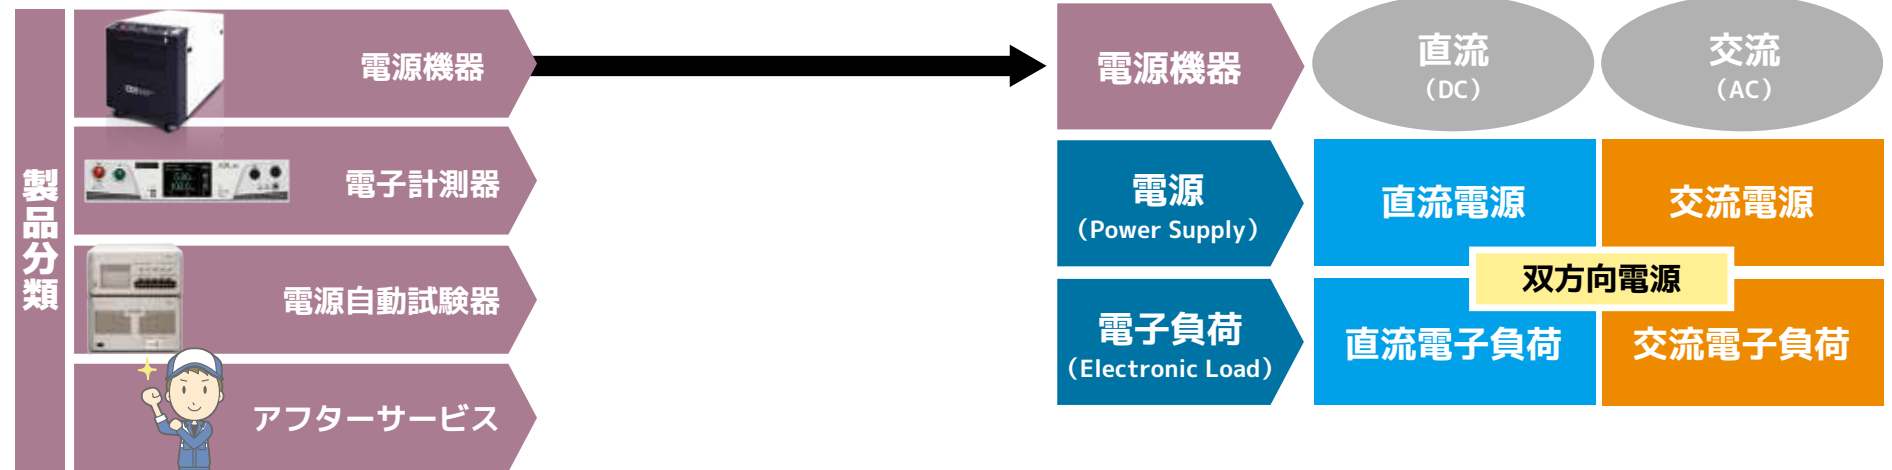 製品分類
電源機器
電子計測器
電源自動試験器
アフターサービス
電源機器
直流
（DC）
交流
（AC）
電源
（Power Supply）
直流電源
交流電源
双方向電源
電子負荷
（Electronic Load）
直流電子負荷
交流電子負荷